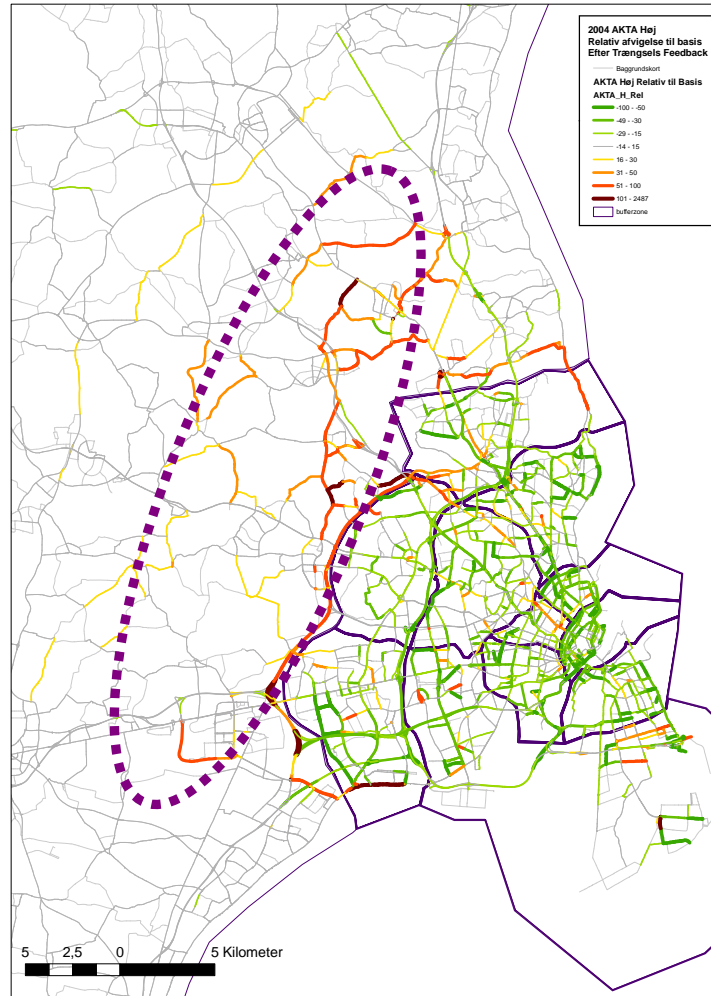 2004 AKTA Høj
Relativ afvigelse til basis
Efter Trængsels Feedback
Baggrundskort
AKTA Høj Relativ til Basis
AKTA_H_Rel
-100 - -50
-49 - -30
-29 - -15
-14 - 15
16 - 30
31 - 50
51 - 100
101 - 2487
bufferzone
5 2,5 0 5 Kilometer